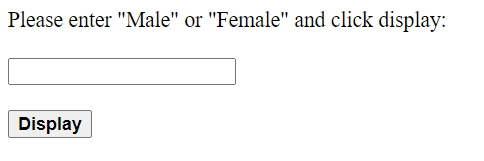 Please enter "Male" or "Female" and click display:
Display